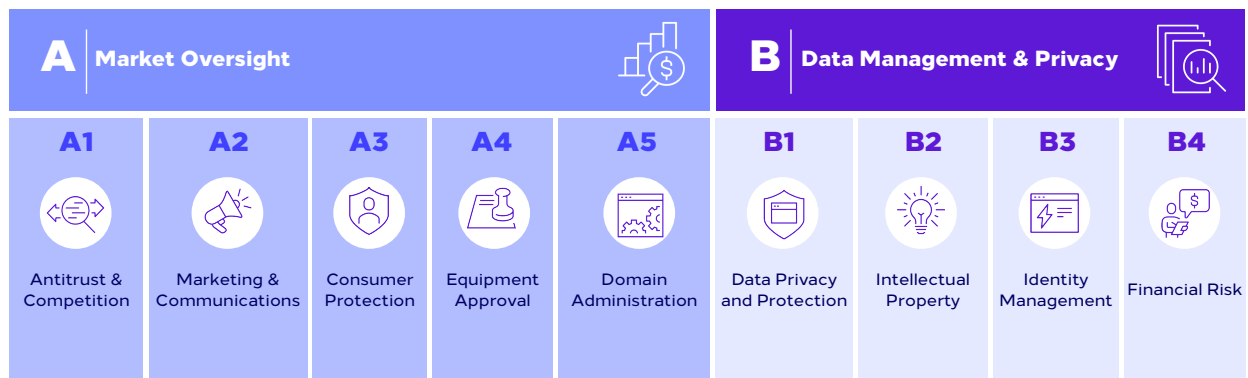 A
Market Oversight
$
B
Data Management & Privacy
A1
Antitrust &
Competition
A2
Marketing &
Communications
A3
Consumer
Protection
A4
Equipment
Approval
A5
Domain
Administration
B1
Data Privacy
and Protection
B2
Intellectual
Property
B3
Identity
Management
B4
$
Financial Risk